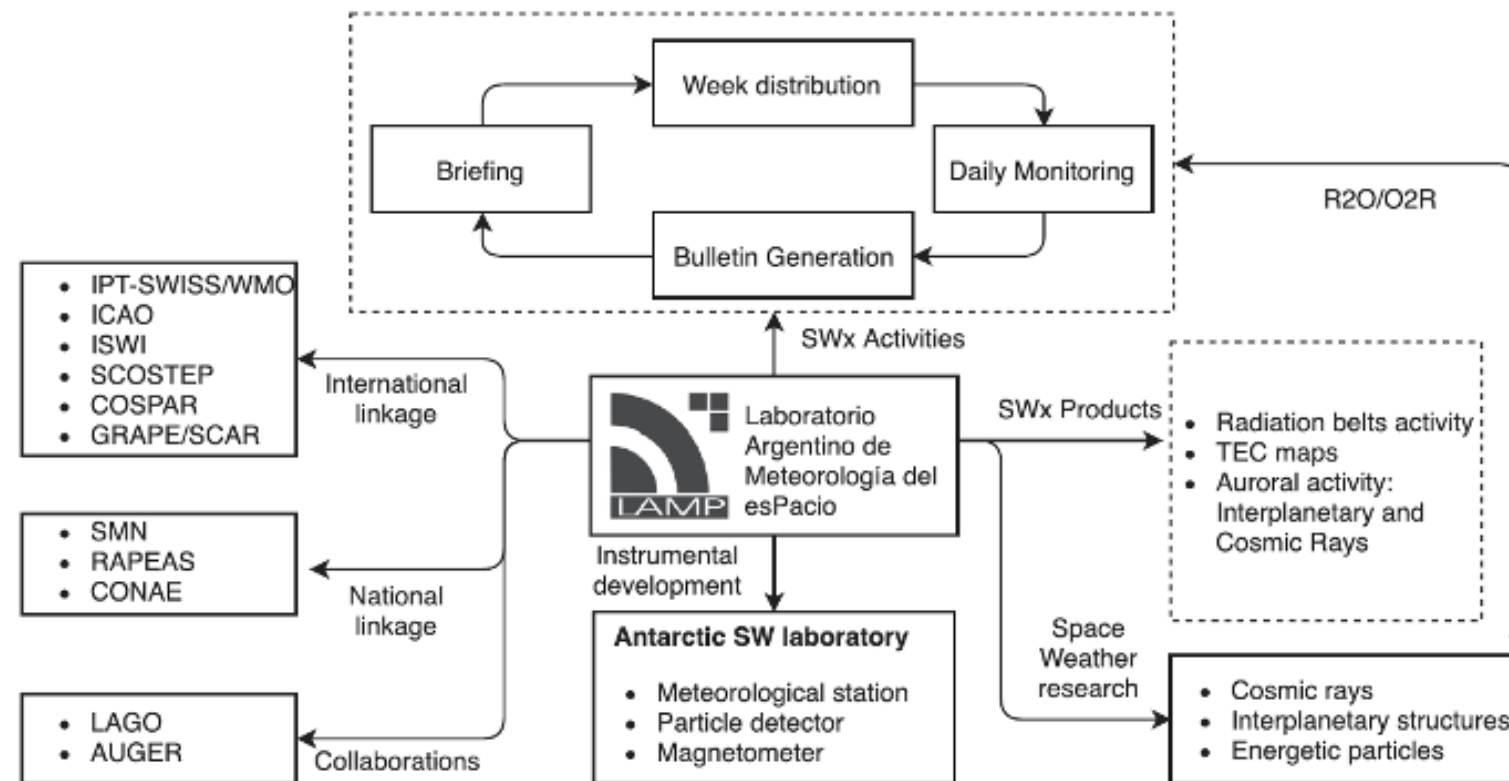 Week distribution
Briefing
Daily Monitoring
Bulletin Generation
R2O/O2R
SWx Activities
• IPT-SWISS/WMO
• ICAO
• ISWI
• SCOSTEP
• COSPAR
• GRAPE/SCAR
International
linkage
• SMN
• RAPEAS
• CONAE
National
linkage
• LAGO
• AUGER
Collaborations
LAMP
Laboratorio
Argentino de
Meteorología del
esPacio
Instrumental
development
Antarctic SW laboratory
• Meteorological station
• Particle detector
• Magnetometer
SWx Products
• Radiation belts activity
• TEC maps
• Auroral activity:
Interplanetary and
Cosmic Rays
Space
Weather
research
• Cosmic rays
• Interplanetary structures
• Energetic particles